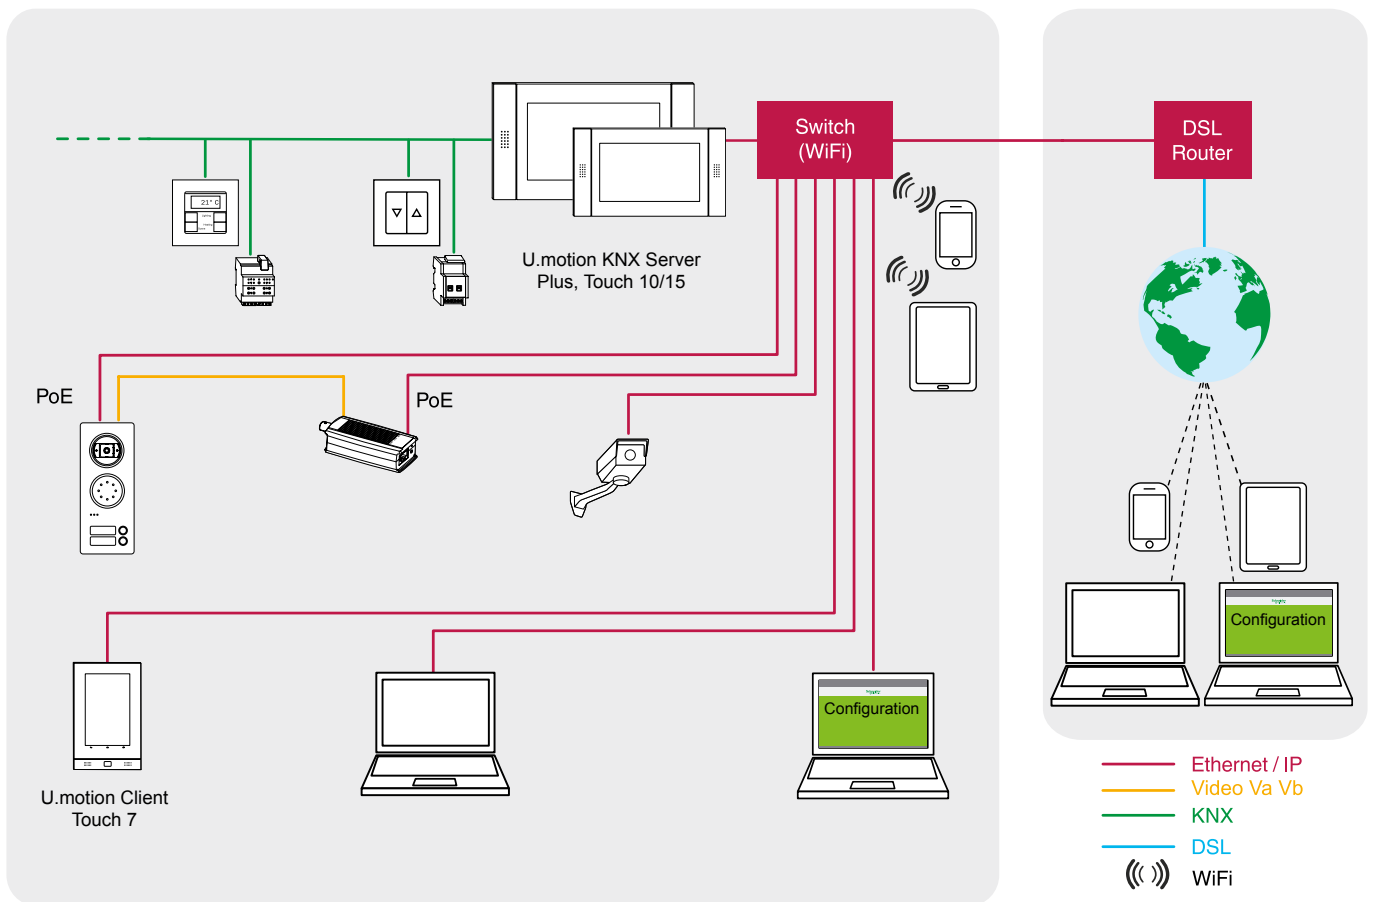 Switch
(WiFi)
DSL
Router
21° C
U.motion KNX Server
Plus, Touch 10/15
PoE
PoE
Configuration
Configuration
U.motion Client
Touch 7
Ethernet / IP
Video Va Vb
KNX
DSL
WiFi